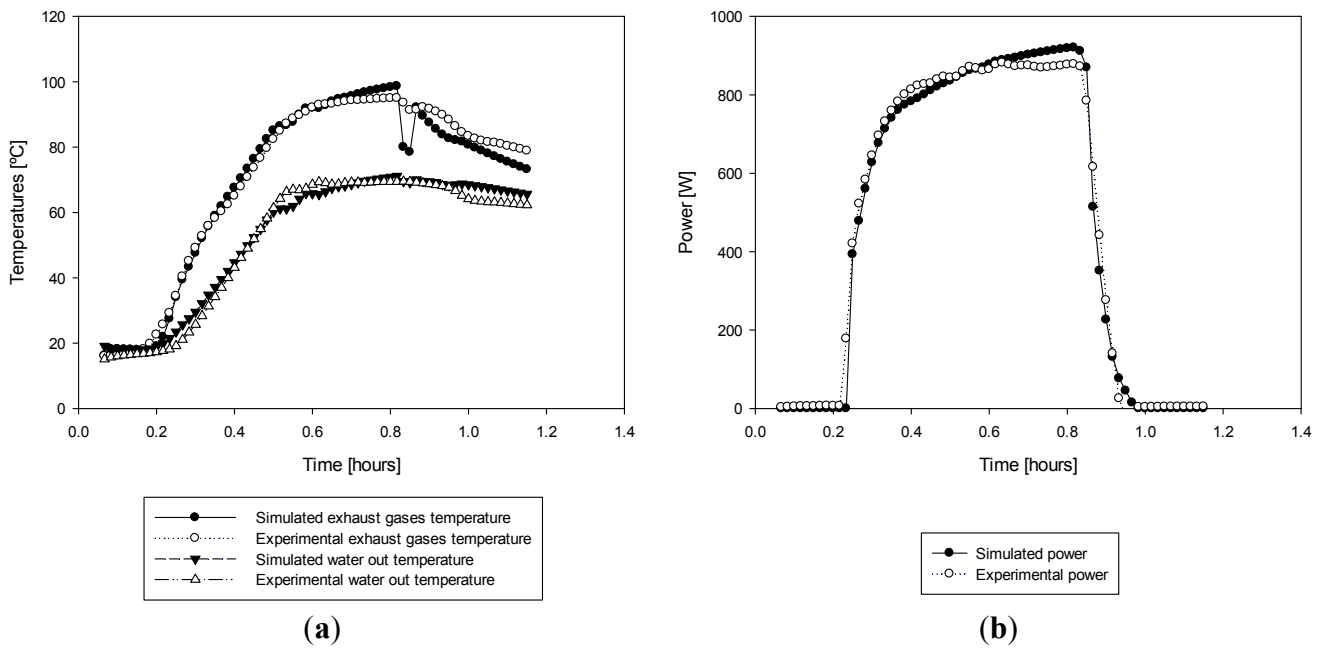 120
100
80
60
40
20
0
Temperatures [ºC]
0.0 0.2 0.4 0.6 0.8 1.0 1.2 1.4
Time [hours]
Simulated exhaust gases temperature
Experimental exhaust gases temperature
Simulated water out temperature
Experimental water out temperature
(a)
1000
800
600
400
200
0
Power [W]
0.0 0.2 0.4 0.6 0.8 1.0 1.2 1.4
Time [hours]
Simulated power
Experimental power
(b)